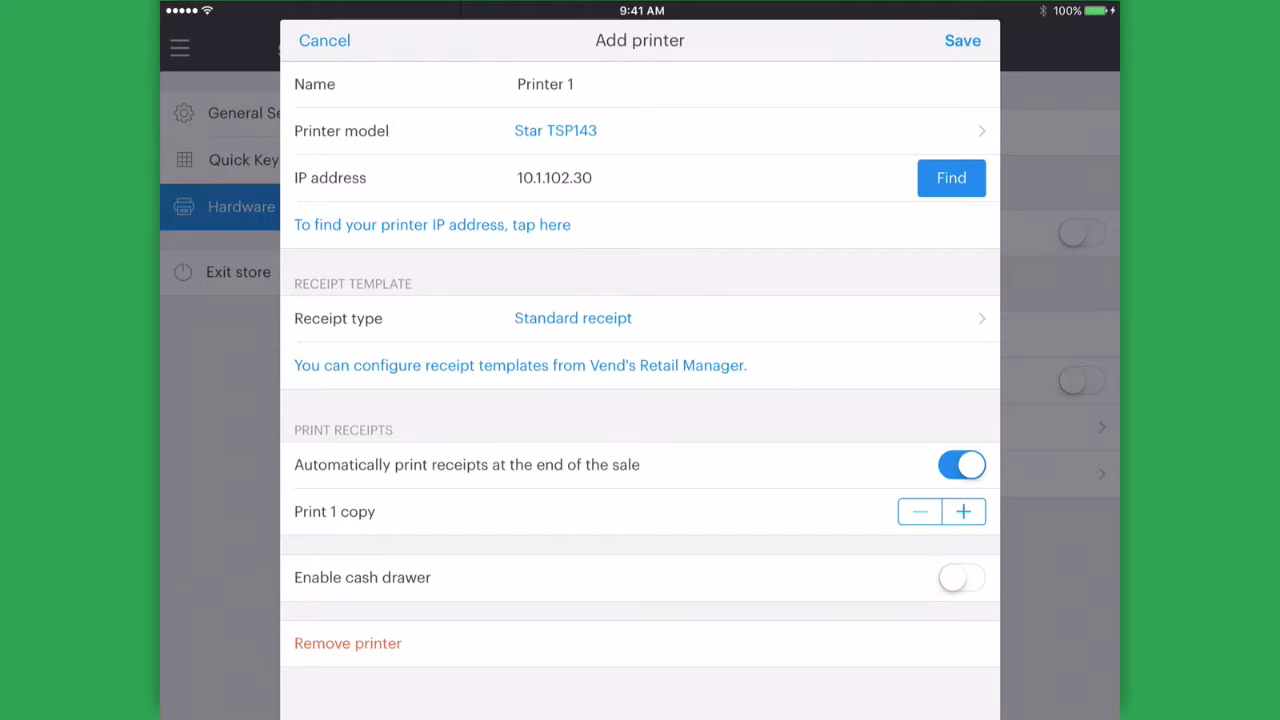 9:41 AM
100%
Cancel
Add printer
Save
Name
Printer 1
General Se
Printer model
Star TSP143
Quick Key
IP address
10.1.102.30
Find
Hardware
To find your printer IP address, tap here
Exit store
RECEIPT TEMPLATE
Receipt type
Standard receipt
You can configure receipt templates from Vend's Retail Manager.
PRINT RECEIPTS
Automatically print receipts at the end of the sale
Print 1 copy
Enable cash drawer
Remove printer